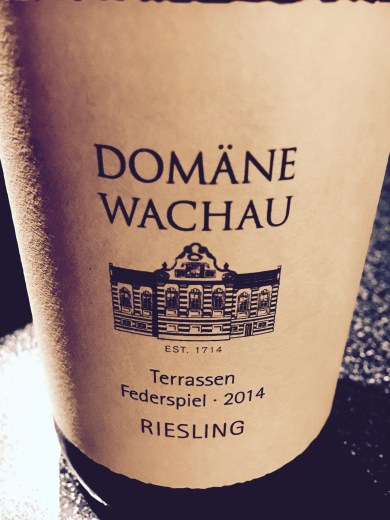 DOMÄNE
WACHAU
EST. 1714
Terrassen
Federspiel · 2014
RIESLING